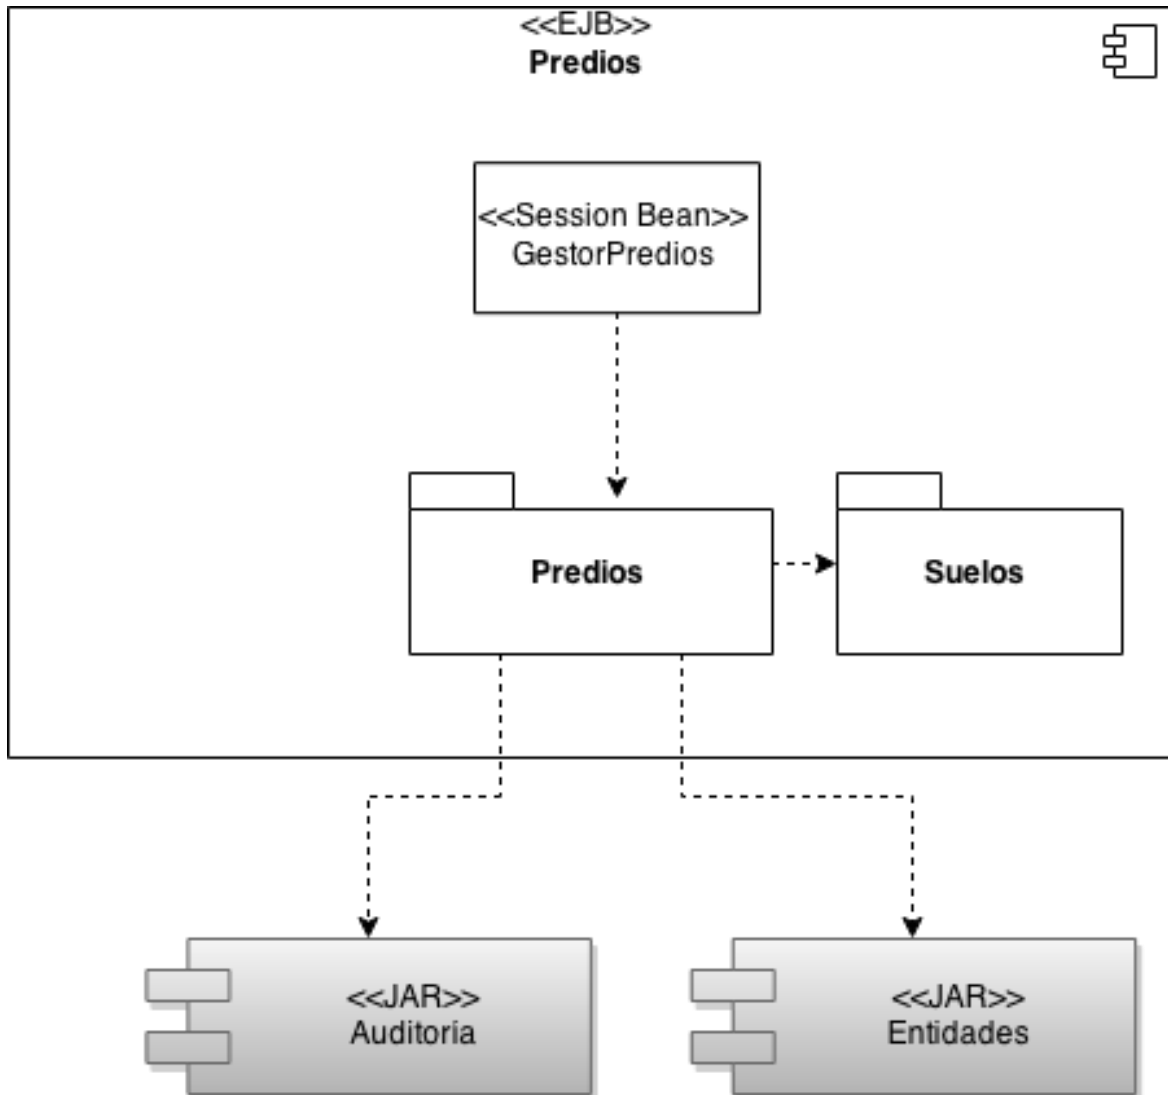 <<EJB>>
Predios
<<Session Bean>>
GestorPredios
Predios
Suelos
<<JAR>>
Auditoria
<<JAR>>
Entidades